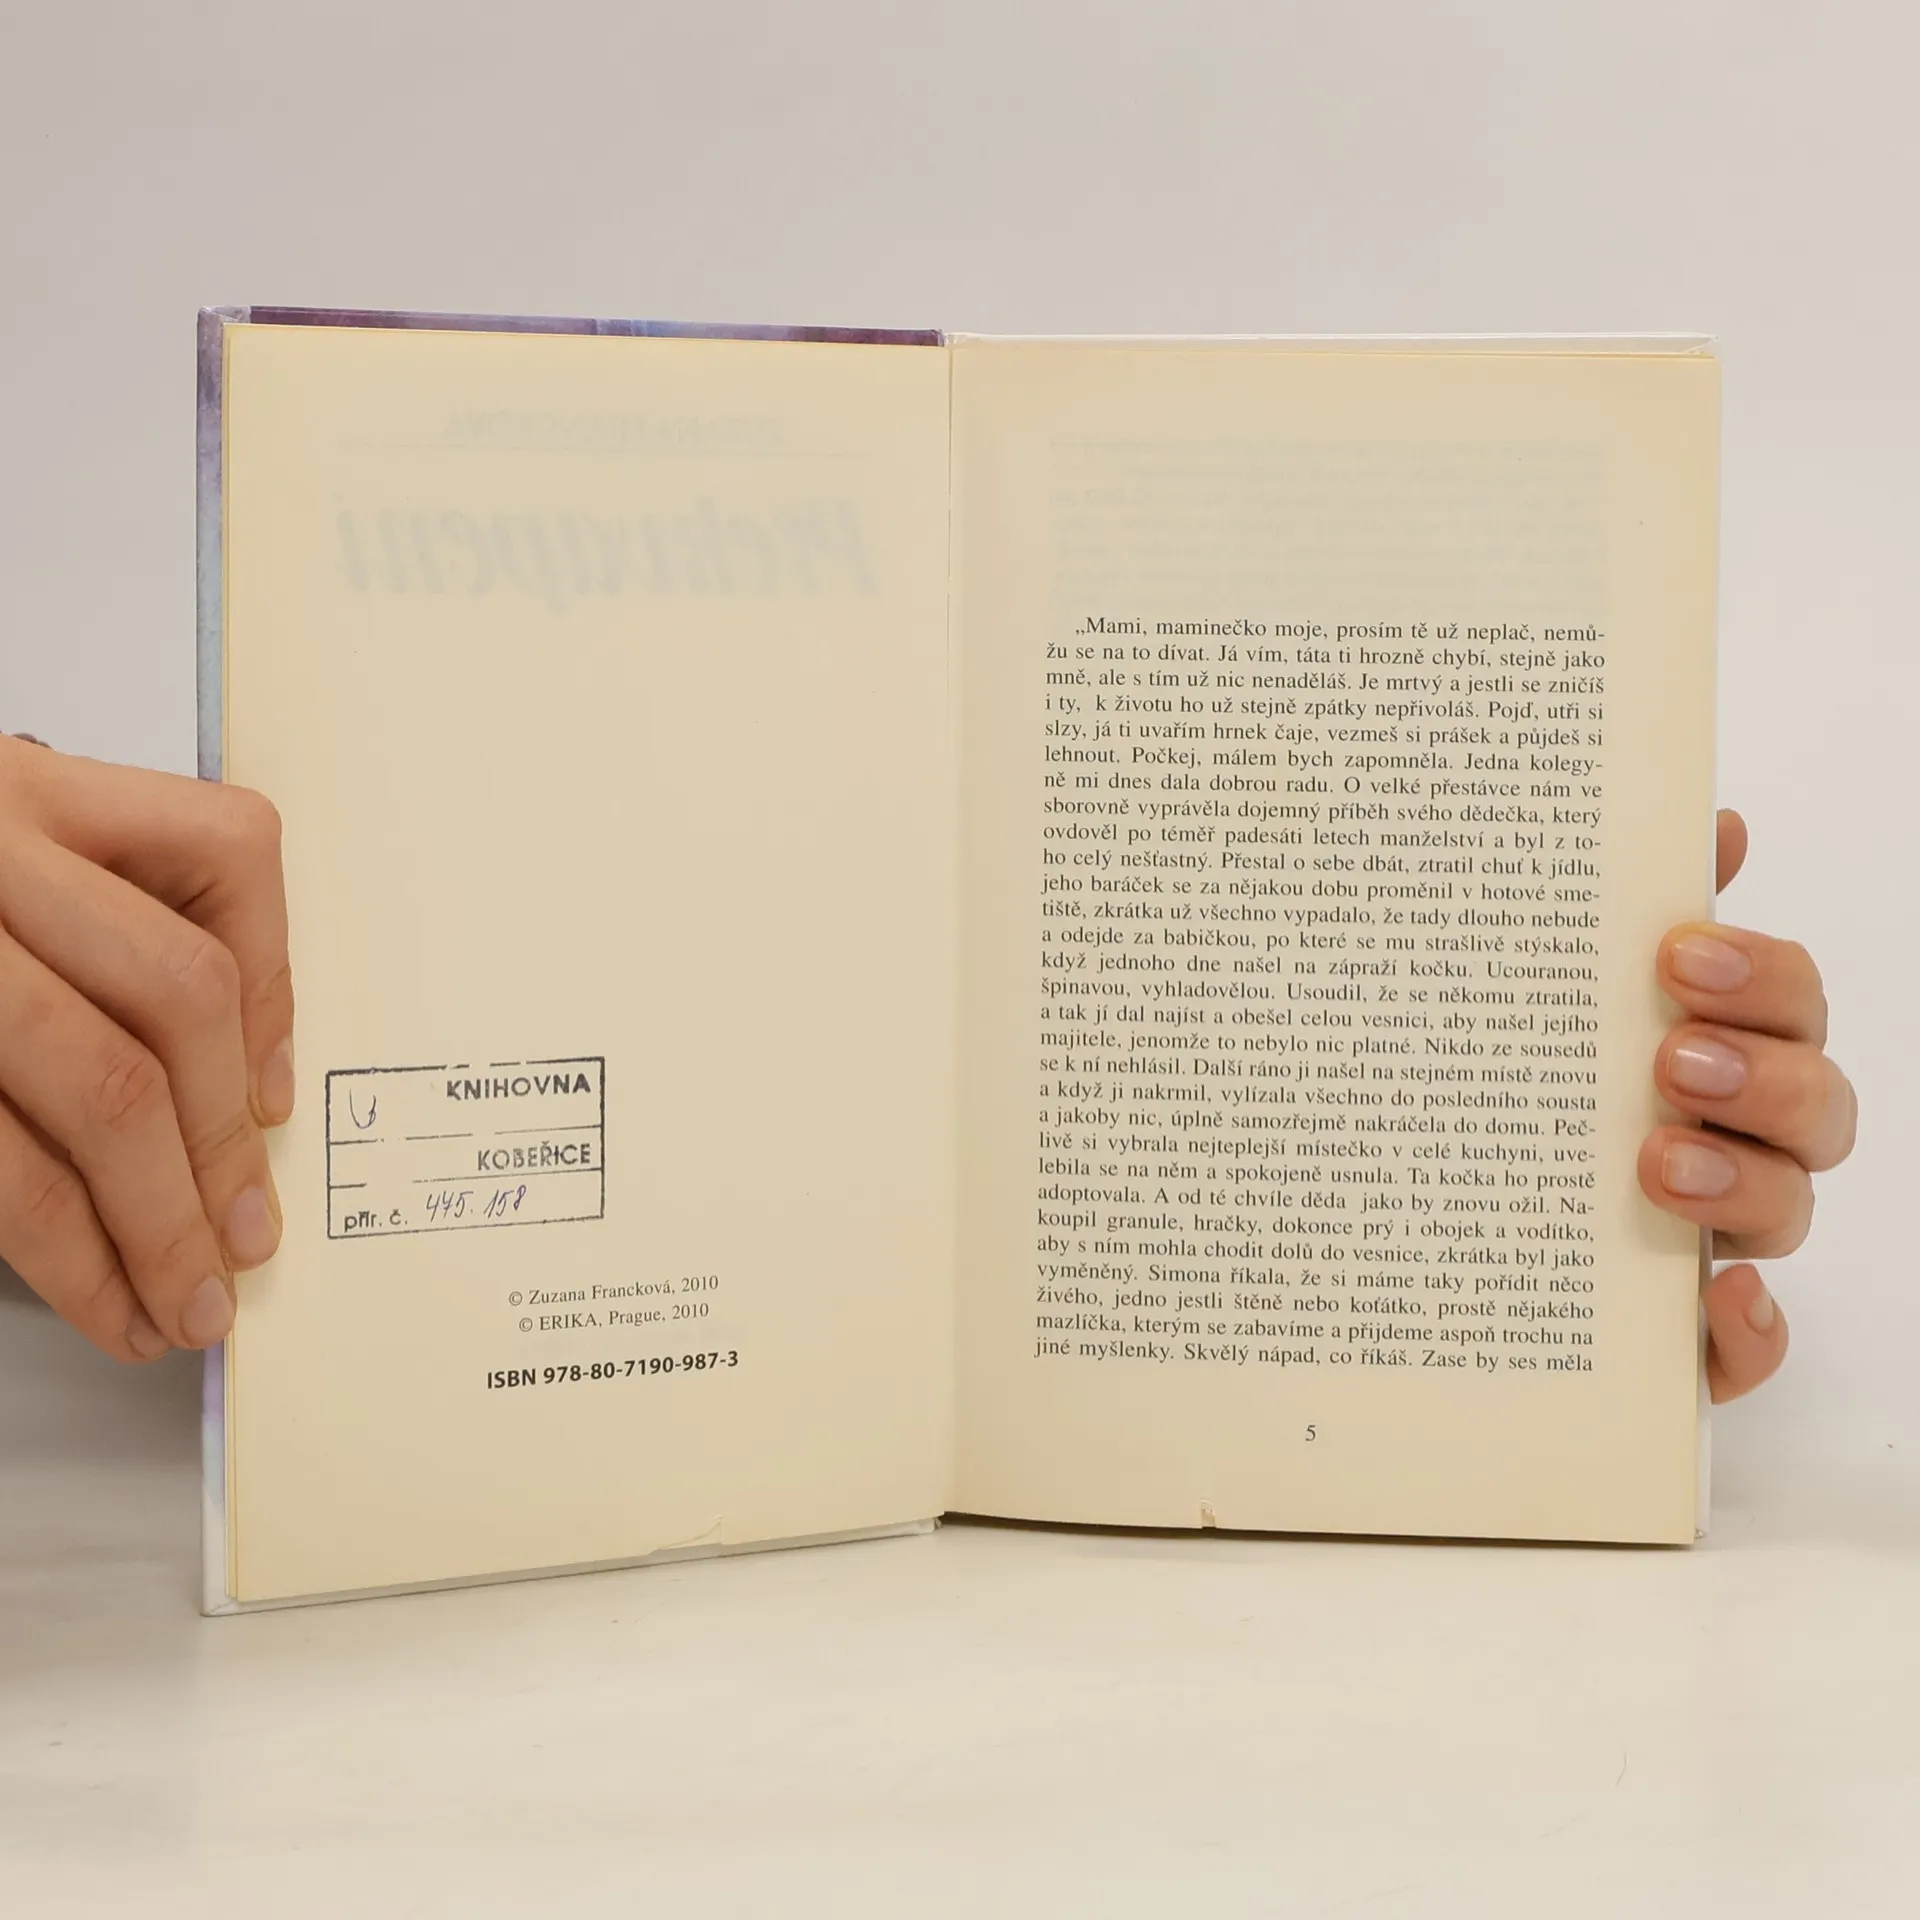 KNIHOVNA
KOBEŘICE
přír. č. 445.158
© Zuzana Francková, 2010
© ERIKA, Prague, 2010
ISBN 978-80-7190-987-3
„Mami, maminečko moje, prosím tě už neplač, nemů-
žu se na to dívat. Já vím, táta ti hrozně chybí, stejně jako
mně, ale s tím už nic nenaděláš. Je mrtvý a jestli se zničíš
i ty, k životu ho už stejně zpátky nepřivoláš. Pojď, utři si
slzy, já ti uvařím hrnek čaje, vezmeš si prášek a půjdeš si
lehnout. Počkej, málem bych zapomněla. Jedna kolegy-
ně mi dnes dala dobrou radu. O velké přestávce nám ve
sborovně vyprávěla dojemný příběh svého dědečka, který
ovdověl po téměř padesáti letech manželství a byl z to-
ho celý nešťastný. Přestal o sebe dbát, ztratil chuť k jídlu,
jeho baráček se za nějakou dobu proměnil v hotové sme-
tiště, zkrátka už všechno vypadalo, že tady dlouho nebude
a odejde za babičkou, po které se mu strašlivě stýskalo,
když jednoho dne našel na zápraží kočku. Ucouranou,
špinavou, vyhladovělou. Usoudil, že se někomu ztratila,
a tak jí dal najíst a obešel celou vesnici, aby našel jejího
majitele, jenomže to nebylo nic platné. Nikdo ze sousedů
se k ní nehlásil. Další ráno ji našel na stejném místě znovu
a když ji nakrmil, vylízala všechno do posledního sousta
a jakoby nic, úplně samozřejmě nakráčela do domu. Peč-
livě si vybrala nejteplejší místečko v celé kuchyni, uve-
lebila se na něm a spokojeně usnula. Ta kočka ho prostě
adoptovala. A od té chvíle děda jako by znovu ožil. Na-
koupil granule, hračky, dokonce prý i obojek a vodítko,
aby s ním mohla chodit dolů do vesnice, zkrátka byl jako
vyměněný. Simona říkala, že si máme taky pořídit něco
živého, jedno jestli štěně nebo koťátko, prostě nějakého
mazlíčka, kterým se zabavíme a přijdeme aspoň trochu na
jiné myšlenky. Skvělý nápad, co říkáš. Zase by ses měla
5